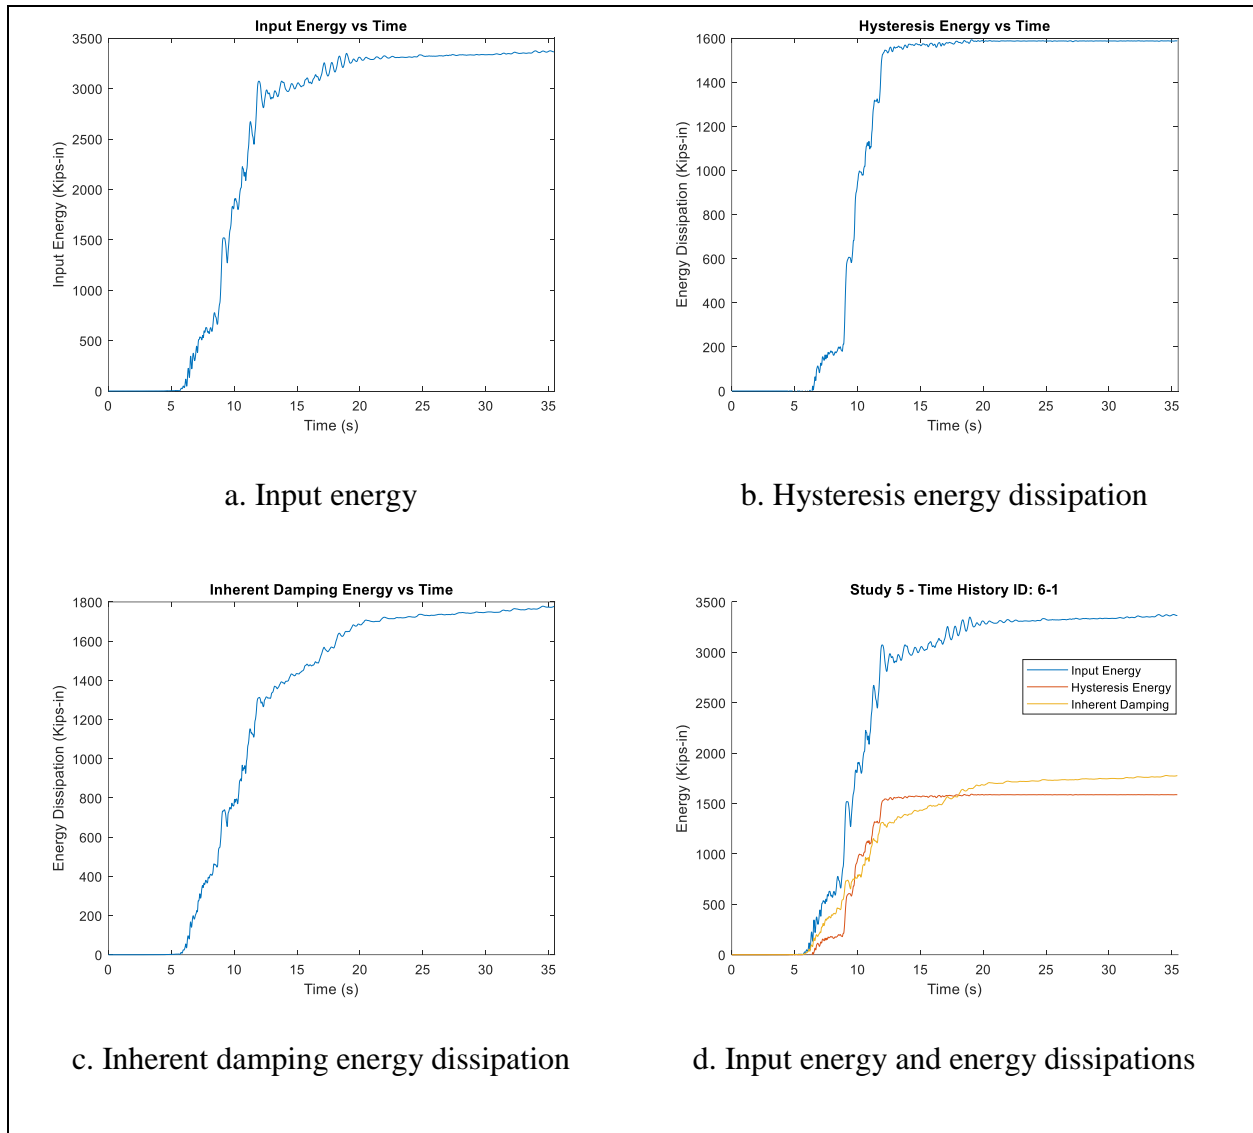 Input Energy vs Time
3500
3000
2500
2000
1500
1000
500
0
Input Energy (Kips-in)
0 5 10 15 20 25 30 35
Time (s)
a. Input energy
Hysteresis Energy vs Time
1600
1400
1200
1000
800
600
400
200
0
Energy Dissipation (Kips-in)
0 5 10 15 20 25 30 35
Time (s)
b. Hysteresis energy dissipation
Inherent Damping Energy vs Time
1800
1600
1400
1200
1000
800
600
400
200
0
Energy Dissipation (Kips-in)
0 5 10 15 20 25 30 35
Time (s)
c. Inherent damping energy dissipation
Study 5 - Time History ID: 6-1
3500
3000
2500
2000
1500
1000
500
0
Energy (Kips-in)
Input Energy
Hysteresis Energy
Inherent Damping
0 5 10 15 20 25 30 35
Time (s)
d. Input energy and energy dissipations